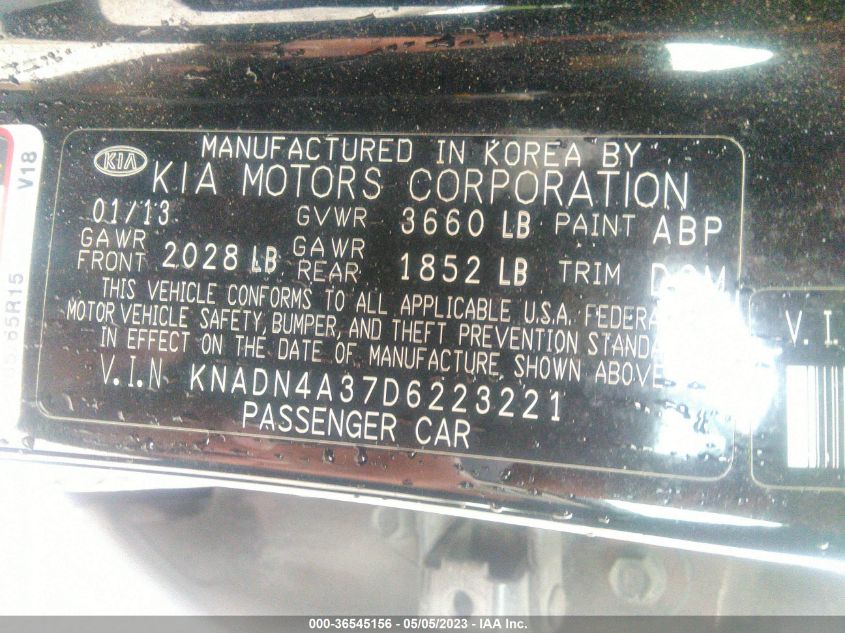 MANUFACTURED IN KOREA BY
KIA KIA MOTORS CORPORATION
01/13 GVWR 3660 LB PAINT ABP
GAWR FRONT 2028 LB GAWR REAR 1852 LB TRIM
THIS VEHICLE CONFORMS TO ALL APPLICABLE U.S.A. FEDERA
MOTOR VEHICLE SAFETY, BUMPER, AND THEFT PREVENTION STANDA
IN EFFECT ON THE DATE OF MANUFACTURE SHOWN ABOVE
V.I.N KNADN4A37D6223221
PASSENGER CAR
V.I.
V18
65R15
000-36545156 - 05/05/2023 - IAA Inc.